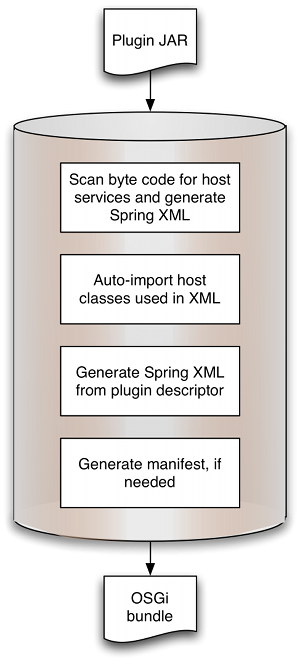 Plugin JAR
Scan byte code for host
services and generate
Spring XML
Auto-import host
classes used in XML
Generate Spring XML
from plugin descriptor
Generate manifest, if
needed
OSGi
bundle